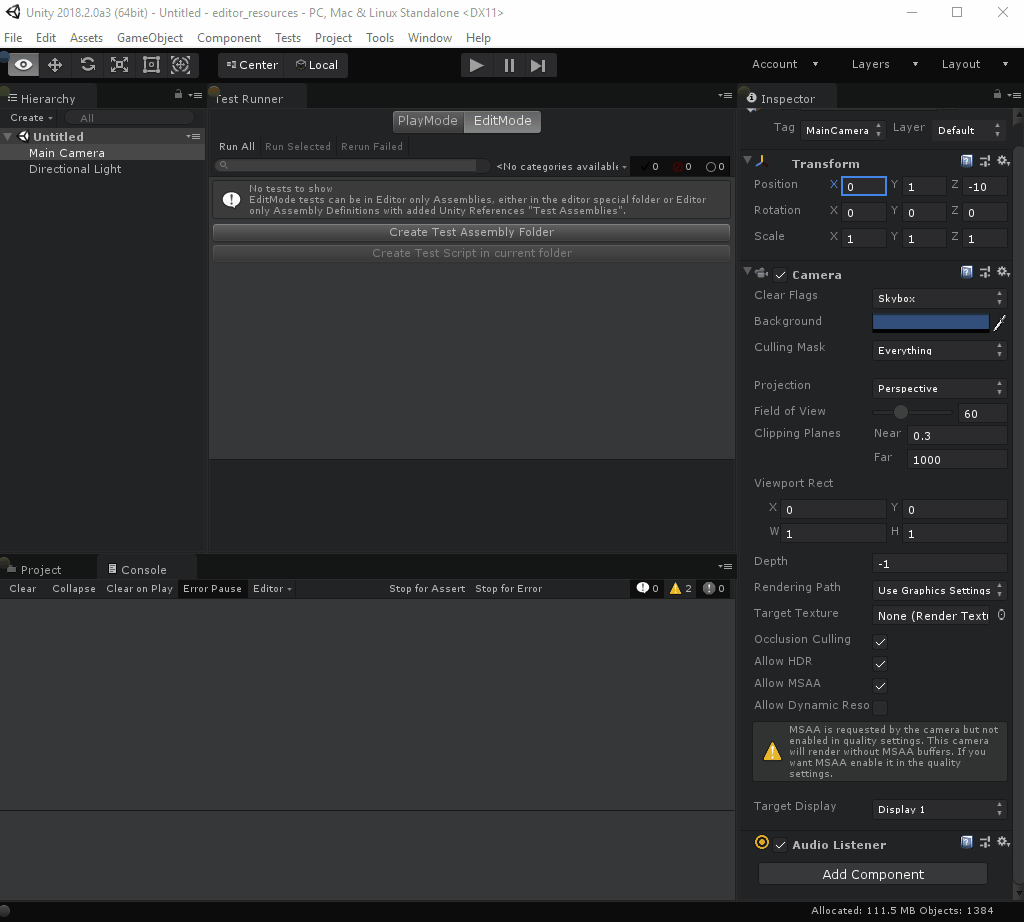 Unity 2018.2.0a3 (64bit) - Untitled - editor_resources - PC, Mac & Linux Standalone <DX11>
File Edit Assets GameObject Component Tests Project Tools Window Help
Center Local Account Layers Layout
Hierarchy
Create All
Untitled
Main Camera
Directional Light
Test Runner
PlayMode EditMode
Run All Run Selected Rerun Failed
<No categories available 0 0 0
No tests to show
EditMode tests can be in Editor only Assemblies, either in the editor special folder or Editor
only Assembly Definitions with added Unity References "Test Assemblies".
Create Test Assembly Folder
Create Test Script in current folder
Project Console
Clear Collapse Clear on Play Error Pause Editor Stop for Assert Stop for Error 0 2 0
Inspector
Tag MainCamera Layer Default
Transform
Position X 0 Y 1 Z -10
Rotation X 0 Y 0 Z 0
Scale X 1 Y 1 Z 1
Camera
Clear Flags Skybox
Background
Culling Mask Everything
Projection Perspective
Field of View 60
Clipping Planes Near 0.3
Far 1000
Viewport Rect
X 0 Y 0
W 1 H 1
Depth -1
Rendering Path Use Graphics Settings
Target Texture None (Render Textu
Occlusion Culling
Allow HDR
Allow MSAA
Allow Dynamic Reso
MSAA is requested by the camera but not
enabled in quality settings. This camera
will render without MSAA buffers. If you
want MSAA enable it in the quality
settings.
Target Display Display 1
Audio Listener
Add Component
Allocated: 111.5 MB Objects: 1384